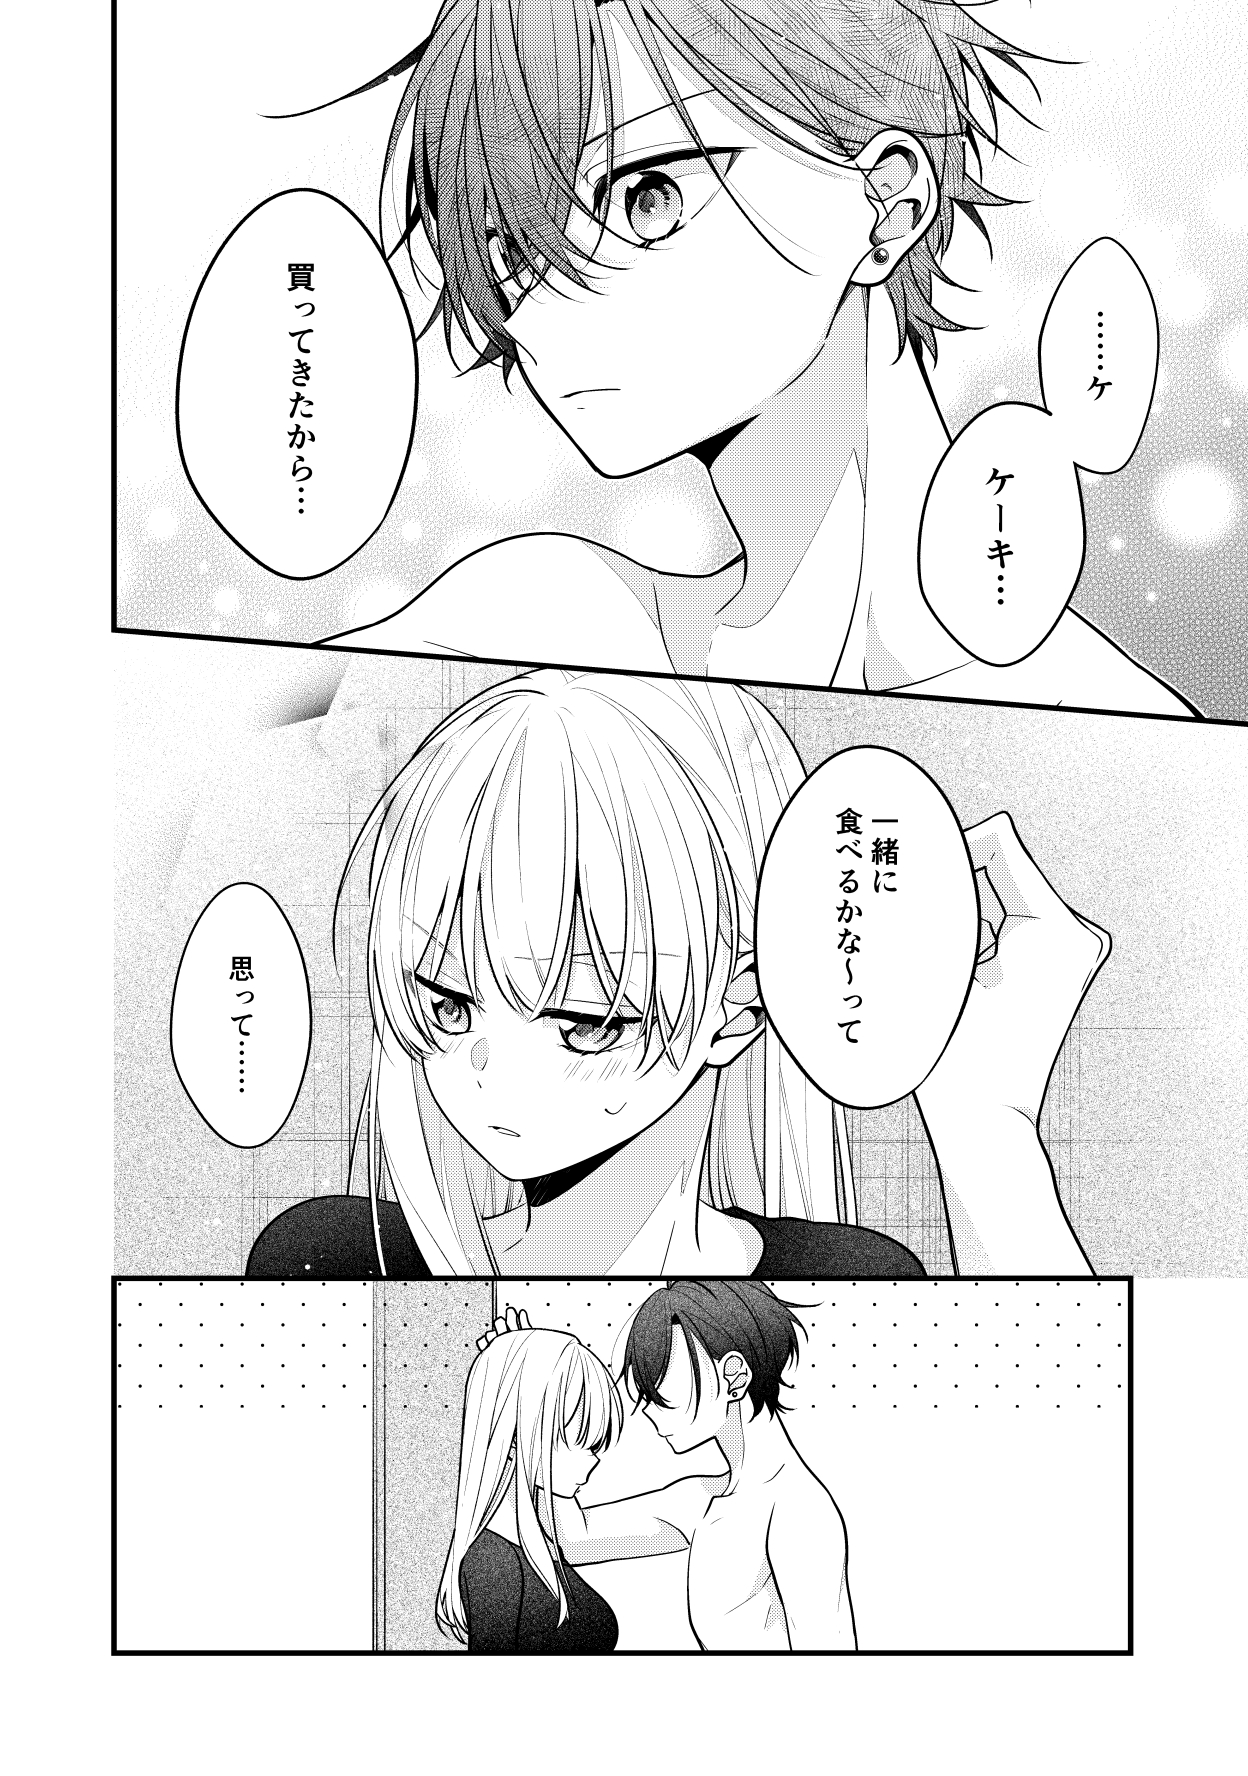 ……ケ
ケーキ…
買ってきたから…
一緒に
食べるかな～って
思って……